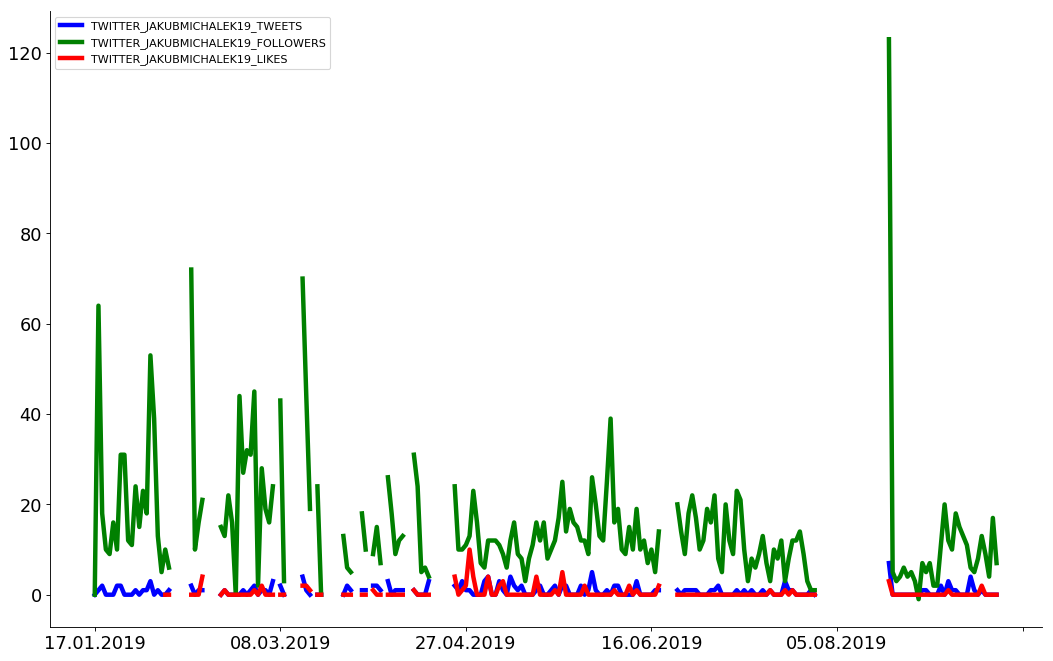 TWITTER_JAKUBMICHALEK19_TWEETS
TWITTER_JAKUBMICHALEK19_FOLLOWERS
TWITTER_JAKUBMICHALEK19_LIKES
120
100
80
60
40
20
0
17.01.2019 08.03.2019 27.04.2019 16.06.2019 05.08.2019